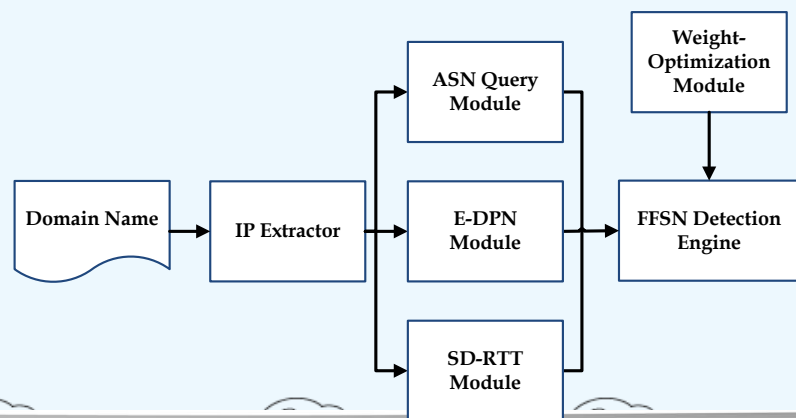 Weight-
Optimization
Module
ASN Query
Module
Domain Name
IP Extractor
E-DPN
Module
FFSN Detection
Engine
SD-RTT
Module